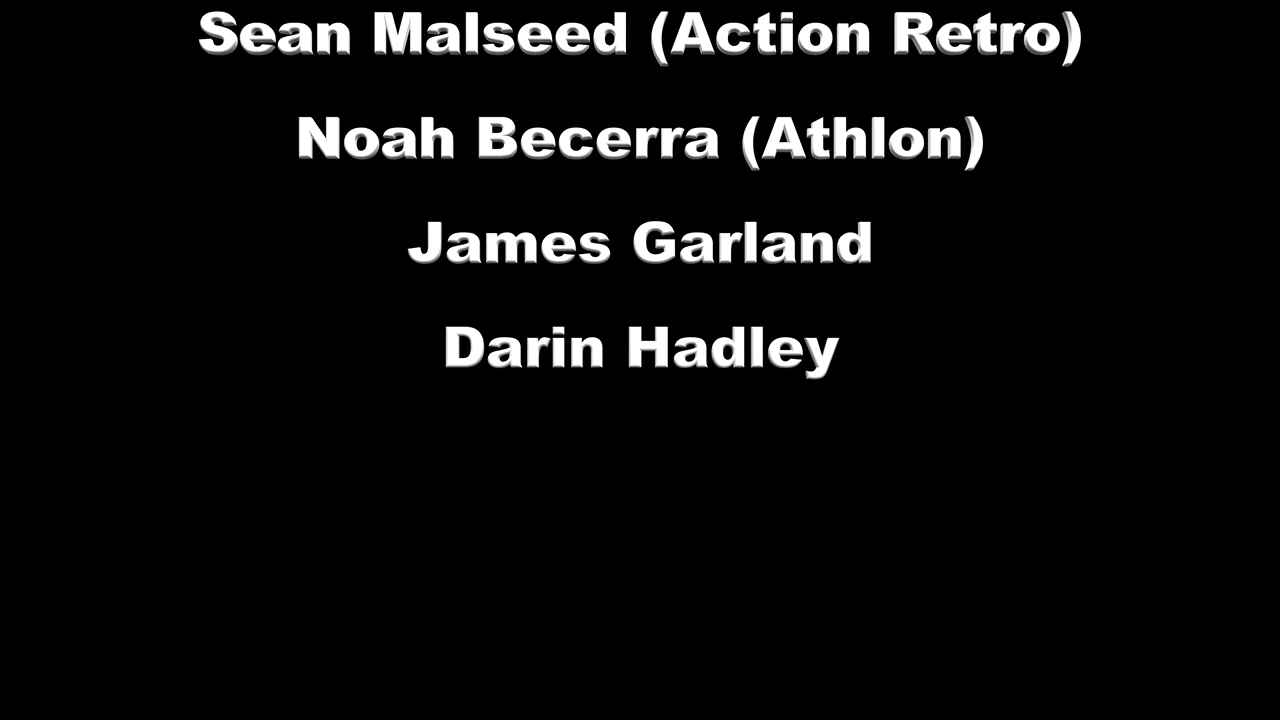 Sean Malseed (Action Retro)
Noah Becerra (Athlon)
James Garland
Darin Hadley